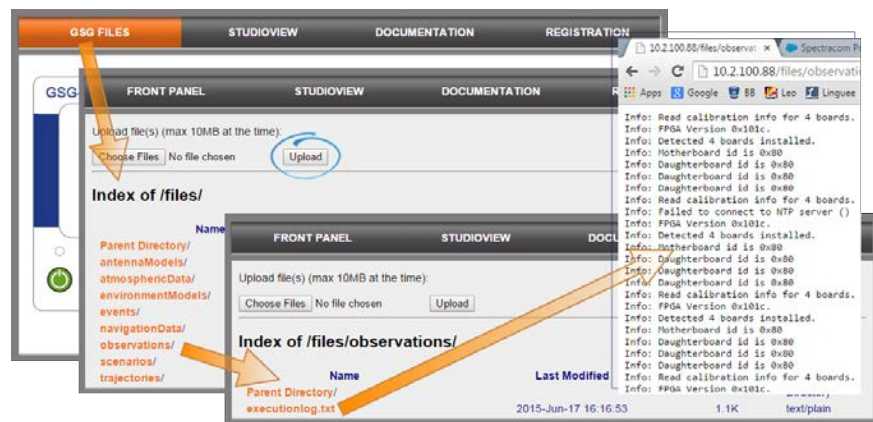 GSG FILES STUDIOVIEW DOCUMENTATION REGISTRATION
GSG-
FRONT PANEL STUDIOVIEW DOCUMENTATION R
Upload file(s) (max 10MB at the time):
Choose Files No file chosen Upload
Index of /files/
Name
Parent Directory/
antennaModels/
atmosphericData/
environmentModels/
events/
navigationData/
observations/
scenarios/
trajectories/
FRONT PANEL STUDIOVIEW DOCU
Upload file(s) (max 10MB at the time):
Choose Files No file chosen Upload
Index of /files/observations/
Name Last Modified
Parent Directory/ Directory
executionlog.txt 2015-Jun-17 16:16:53 1.1K text/plain
10.2.100.88/files/observat × Spectracom Pr
10.2.100.88/files/observati
Apps Google BB Leo Linguee
Info: Read calibration info for 4 boards.
Info: FPGA Version 0x101c.
Info: Detected 4 boards installed.
Info: Motherboard id is 0x80
Info: Daughterboard id is 0x80
Info: Daughterboard id is 0x80
Info: Daughterboard id is 0x80
Info: Read calibration info for 4 boards.
Info: Failed to connect to NTP server ()
Info: FPGA Version 0x101c.
Info: Detected 4 boards installed.
Info: Motherboard id is 0x80
Info: Daughterboard id is 0x80
Info: Daughterboard id is 0x80
Info: Daughterboard id is 0x80
Info: Read calibration info for 4 boards.
Info: FPGA Version 0x101c.
Info: Detected 4 boards installed.
Info: Motherboard id is 0x80
Info: Daughterboard id is 0x80
Info: Daughterboard id is 0x80
Info: Daughterboard id is 0x80
Info: Read calibration info for 4 boards.
Info: FPGA Version 0x101c.